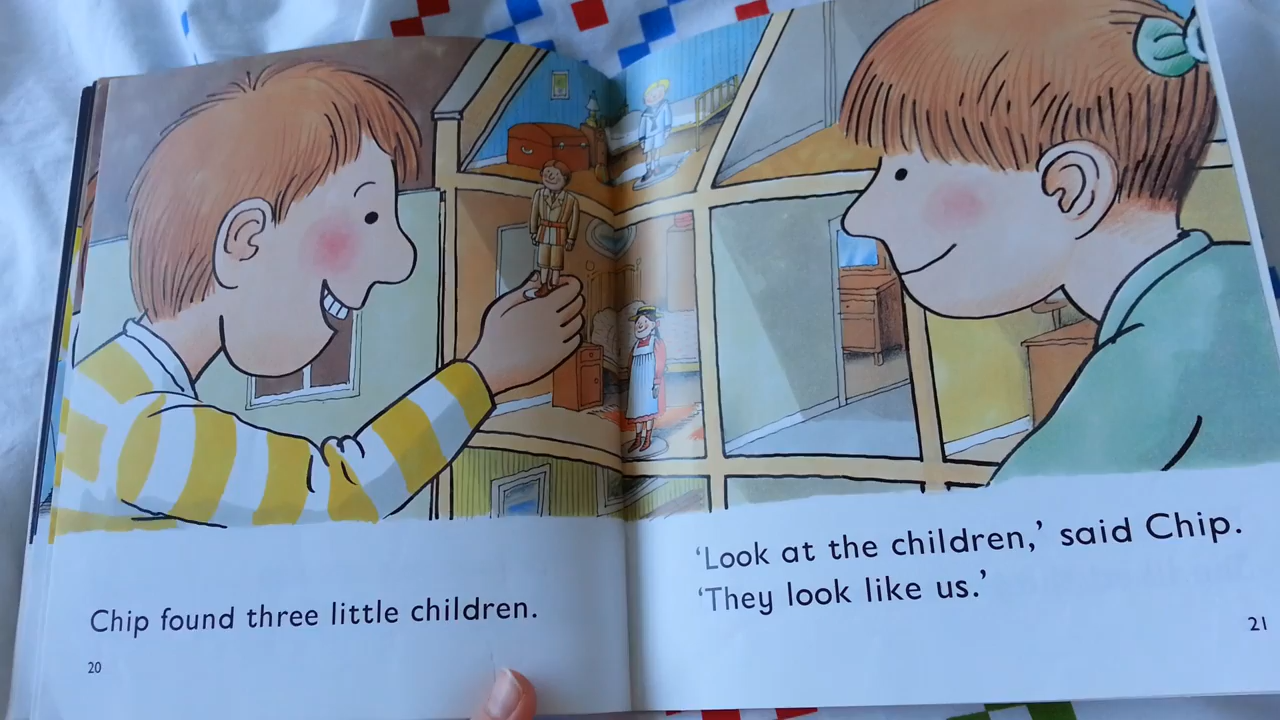 Chip found three little children.
20
‘Look at the children,’ said Chip.
‘They look like us.’
21